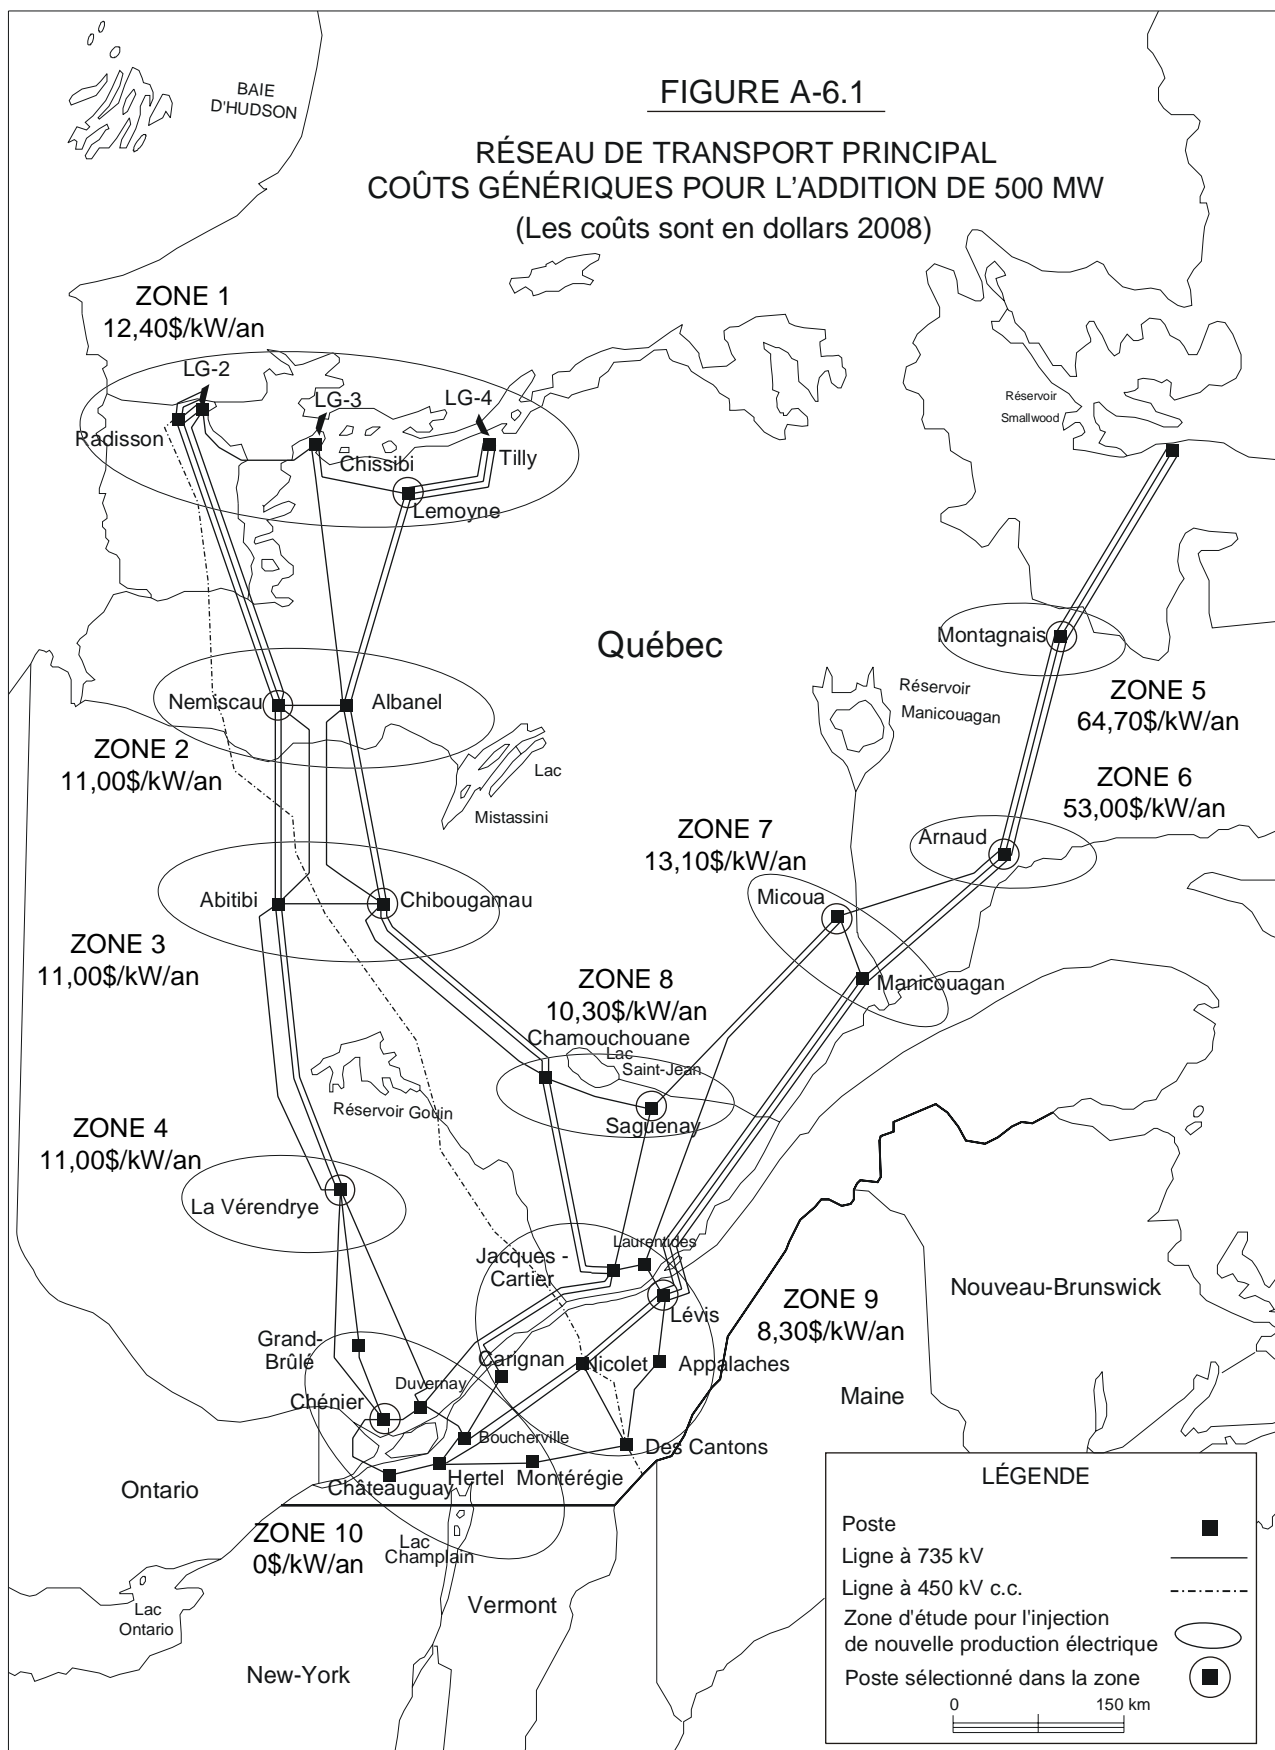 BAIE
D'HUDSON
FIGURE A-6.1
RÉSEAU DE TRANSPORT PRINCIPAL
COÛTS GÉNÉRIQUES POUR L'ADDITION DE 500 MW
(Les coûts sont en dollars 2008)
ZONE 1
12,40$/kW/an
LG-2
LG-3
LG-4
Radisson
Chissibi
Tilly
Lemoyne
Réservoir
Smallwood
Québec
Montagnais
Nemiscau
Albanel
Réservoir
Manicouagan
ZONE 5
64,70$/kW/an
ZONE 2
11,00$/kW/an
Lac
Mistassini
ZONE 6
53,00$/kW/an
ZONE 7
13,10$/kW/an
Arnaud
Micoua
Abitibi
Chibougamau
ZONE 3
11,00$/kW/an
ZONE 8
10,30$/kW/an
Manicouagan
Chamouchouane
Lac
Saint-Jean
Réservoir Gouin
Saguenay
ZONE 4
11,00$/kW/an
La Vérendrye
Laurentides
Jacques -
Cartier
Nouveau-Brunswick
ZONE 9
8,30$/kW/an
Lévis
Grand-
Brûlé
Carignan
Nicolet
Appalaches
Duvernay
Chénier
Maine
Boucherville
Des Cantons
Châteauguay
Hertel
Montérégie
Ontario
ZONE 10
0$/kW/an
Lac
Champlain
Vermont
Lac
Ontario
New-York
LÉGENDE
Poste
Ligne à 735 kV
Ligne à 450 kV c.c.
Zone d'étude pour l'injection
de nouvelle production électrique
Poste sélectionné dans la zone
0 150 km